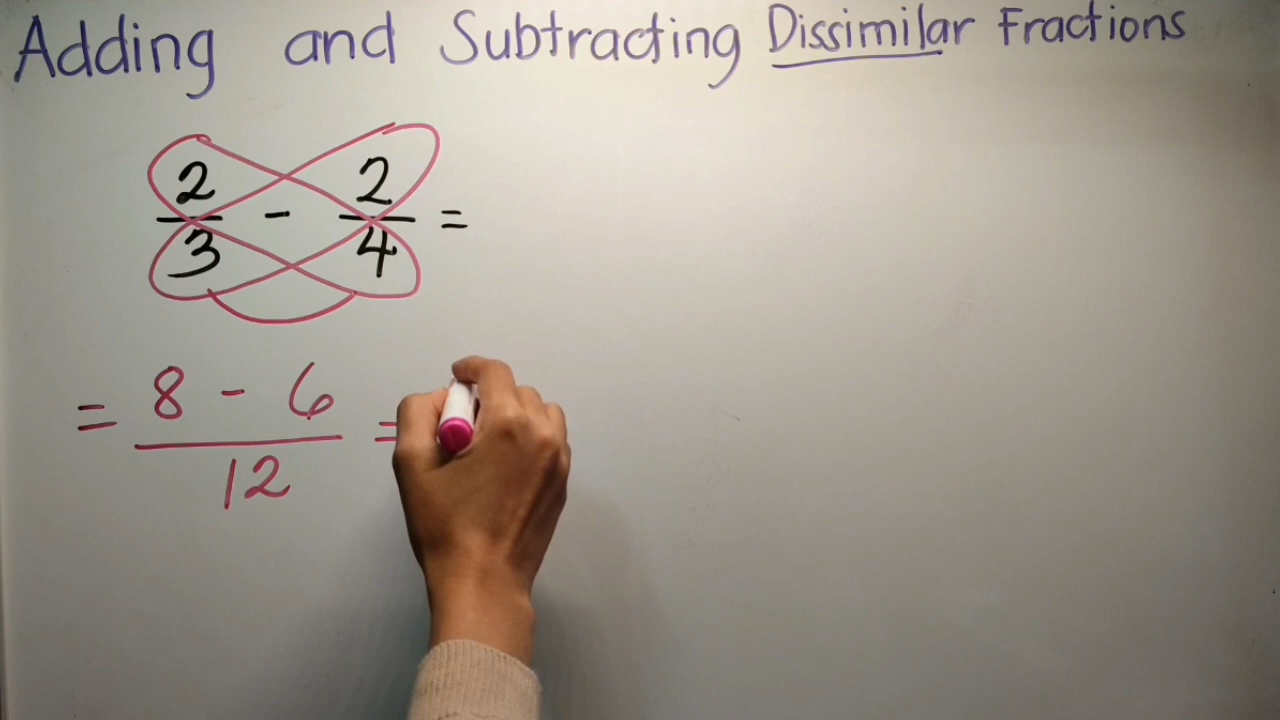 Adding and Subtracting Dissimilar Fractions
2/3 - 2/4 =
= 8 - 6/12 =